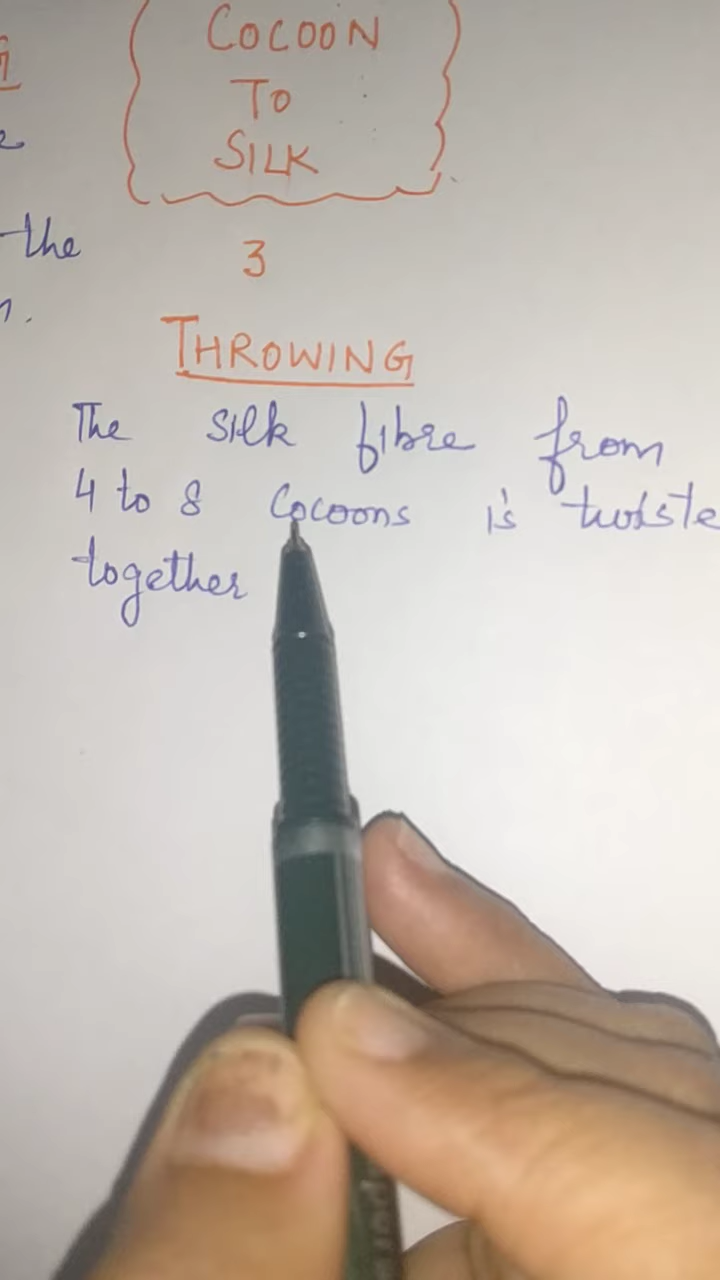 COCOON
TO
SILK
the
3
THROWING
The silk fibre from
4 to 8 Cocoons is twiste
together